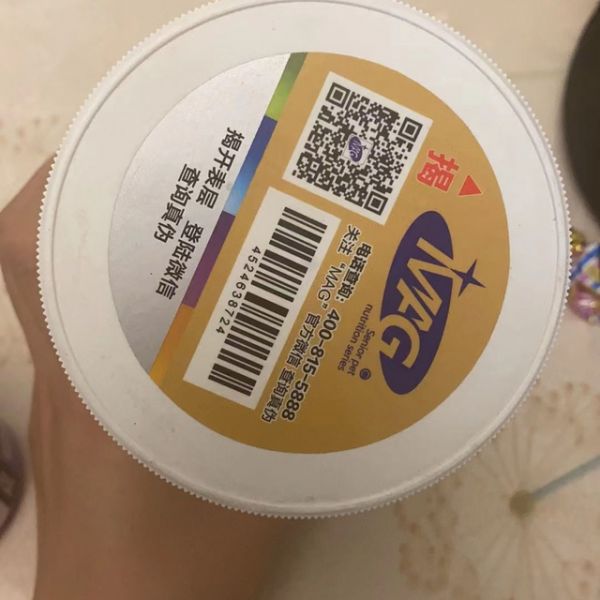 揭
MAG
Senior pet
nutrition series
电话查询：400-815-5888
关注“MAG”官方微信 查询真伪
4524638724
揭开表层 登陆微信
查询真伪